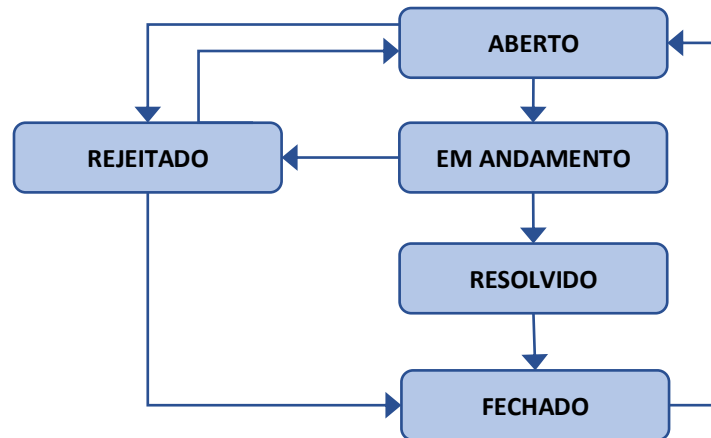 ABERTO
REJEITADO
EM ANDAMENTO
RESOLVIDO
FECHADO